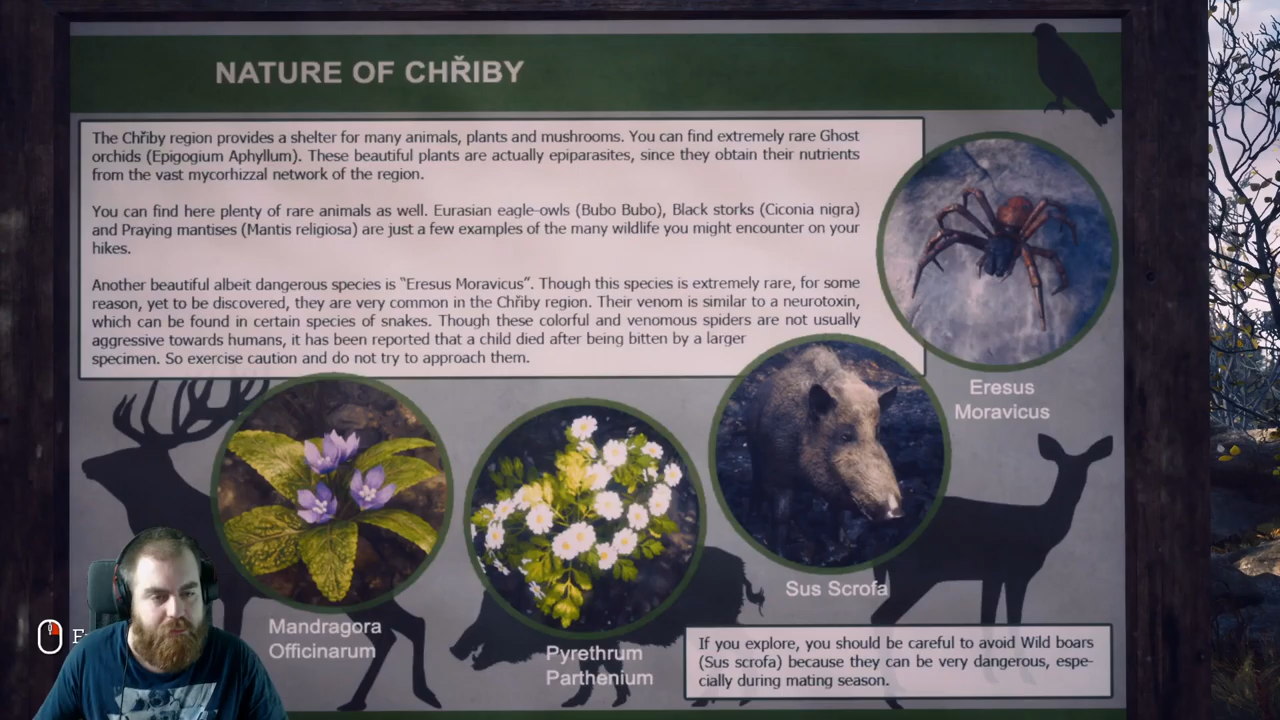 NATURE OF CHŘIBY
The Chřiby region provides a shelter for many animals, plants and mushrooms. You can find extremely rare Ghost
orchids (Epigogium Aphyllum). These beautiful plants are actually epiparasites, since they obtain their nutrients
from the vast mycorhizzal network of the region.
You can find here plenty of rare animals as well. Eurasian eagle-owls (Bubo Bubo), Black storks (Ciconia nigra)
and Praying mantises (Mantis religiosa) are just a few examples of the many wildlife you might encounter on your
hikes.
Another beautiful albeit dangerous species is “Eresus Moravicus”. Though this species is extremely rare, for some
reason, yet to be discovered, they are very common in the Chřiby region. Their venom is similar to a neurotoxin,
which can be found in certain species of snakes. Though these colorful and venomous spiders are not usually
aggressive towards humans, it has been reported that a child died after being bitten by a larger
specimen. So exercise caution and do not try to approach them.
Eresus
Moravicus
Mandragora
Officinarum
Pyrethrum
Parthenium
Sus Scrofa
If you explore, you should be careful to avoid Wild boars
(Sus scrofa) because they can be very dangerous, espe-
cially during mating season.